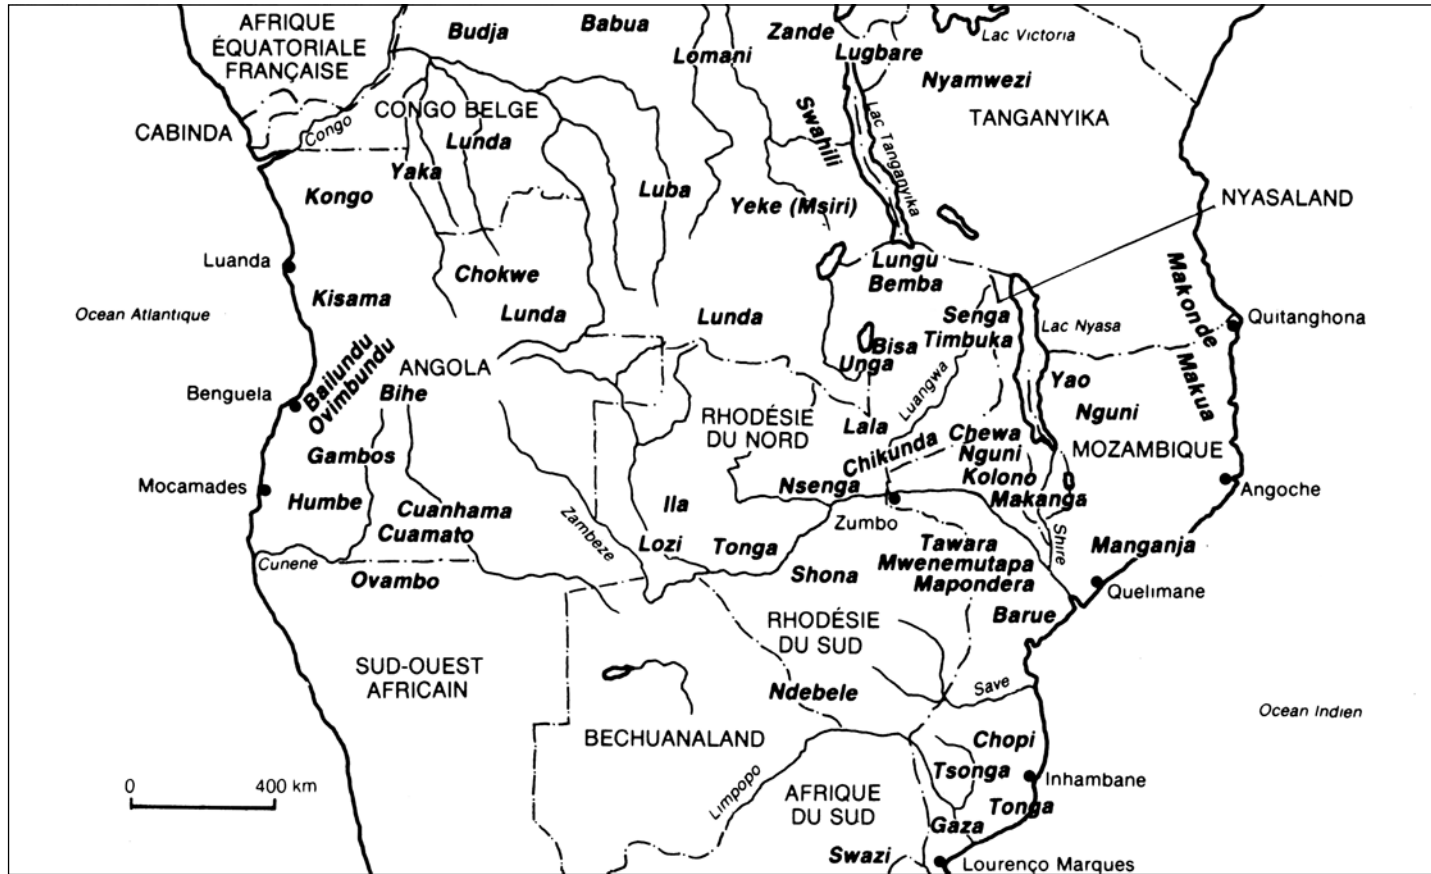 AFRIQUE
ÉQUATORIALE
FRANÇAISE
Budja
Babua
Zande
Lomani
Lugbare
Lac Victoria
Nyamwezi
TANGANYIKA
CABINDA
Congo
CONGO BELGE
Lunda
Swahili
Lac Tanganyika
Yaka
Kongo
Luba
Yeke (Msiri)
NYASALAND
Luanda
Chokwe
Lungu
Bemba
Makonde
Ocean Atlantique
Kisama
Lunda
Lunda
Senga
Timbuka
Lac Nyasa
Quitanghona
Bailundu
Ovimbundu
ANGOLA
Bisa
Unga
Makua
Benguela
Bihe
Luangwa
Yao
Nguni
RHODÉSIE
DU NORD
Lala
Chikunda
Chewa
Nguni
Kolono
Makanga
MOZAMBIQUE
Gambos
Mocamades
Humbe
Nsenga
Angoche
Ila
Cuanhama
Cuamato
Zambeze
Zumbo
Shire
Lozi
Tonga
Tawara
Mwenemutapa
Mapondera
Manganja
Cunene
Ovambo
Shona
Quelimane
Barue
RHODÉSIE
DU SUD
SUD-OUEST
AFRICAIN
Ndebele
Save
Ocean Indien
BECHUANALAND
Chopi
Limpopo
Tsonga
Inhambane
0 400 km
AFRIQUE
DU SUD
Tonga
Gaza
Swazi
Lourenço Marques